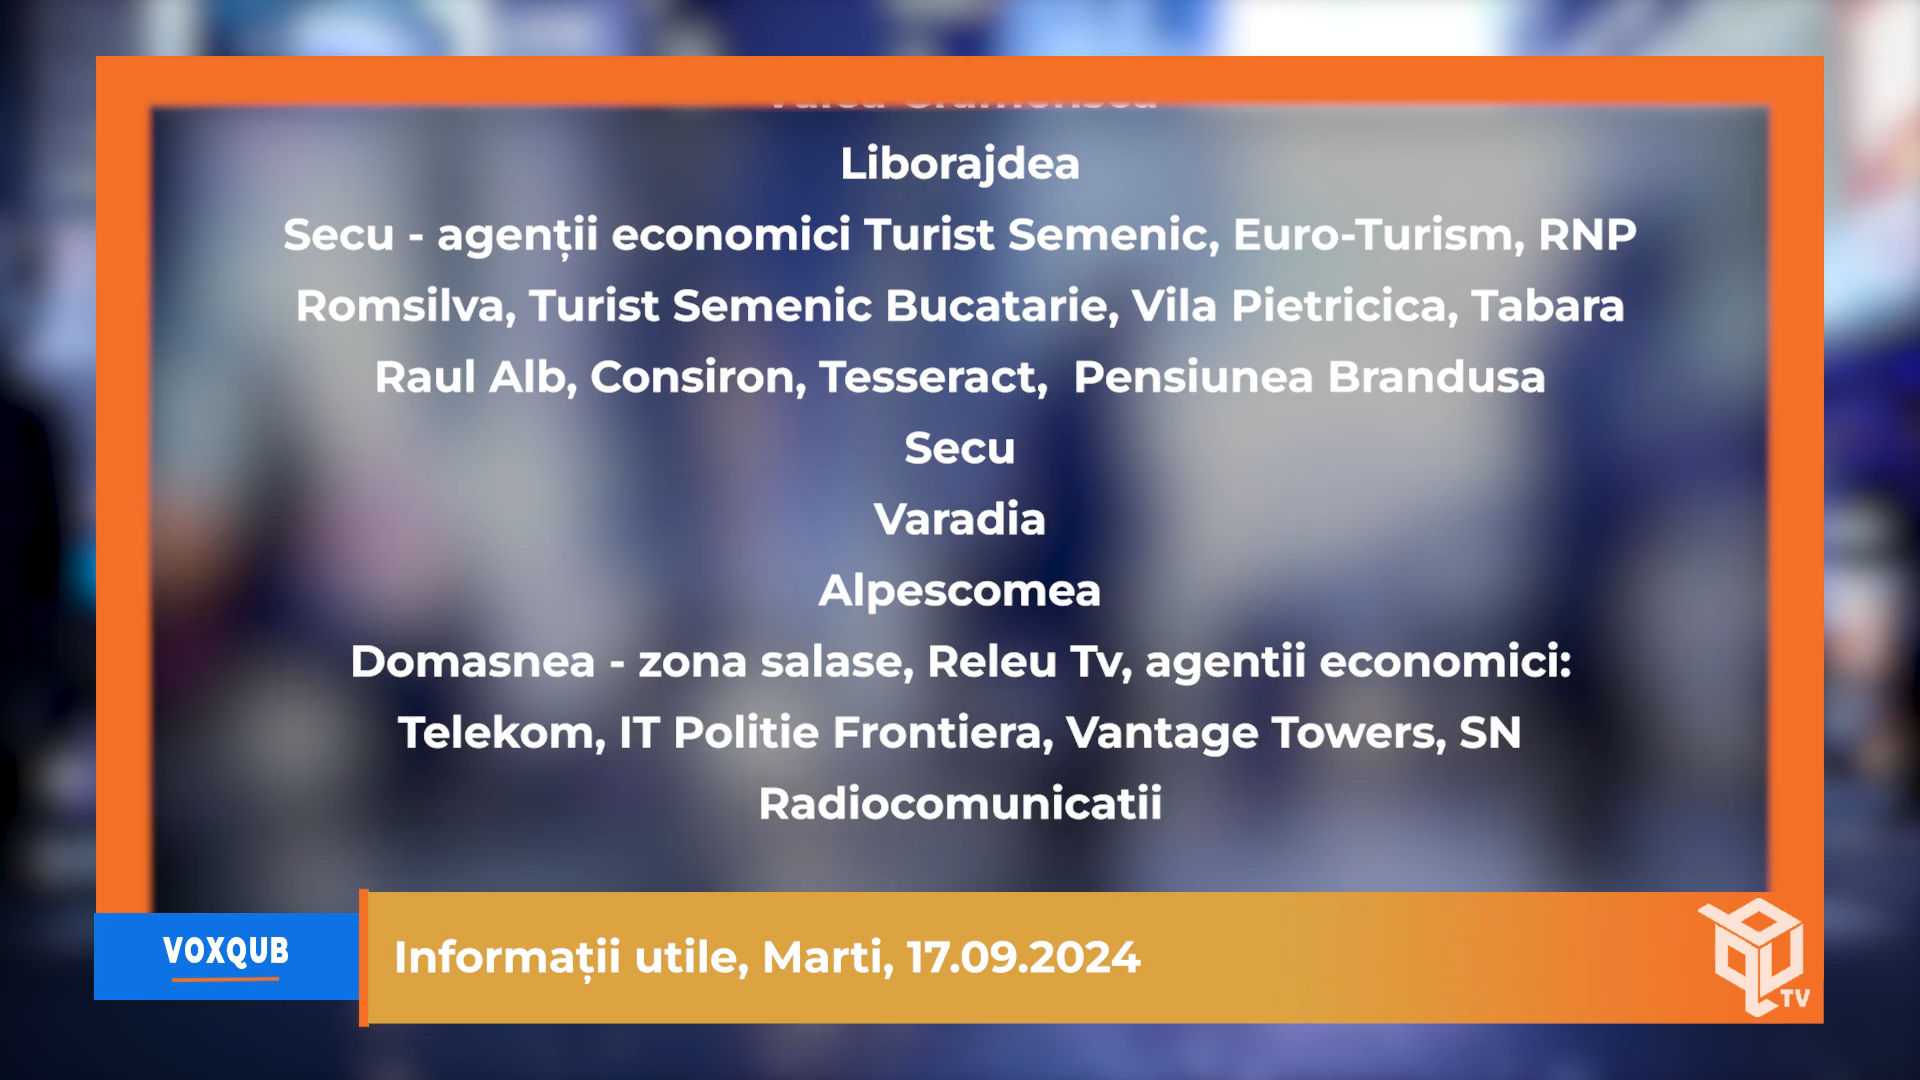 Liborajdea
Secu - agenții economici Turist Semenic, Euro-Turism, RNP
Romsilva, Turist Semenic Bucatarie, Vila Pietricica, Tabara
Raul Alb, Consiron, Tesseract, Pensiunea Brandusa
Secu
Varadia
Alpescomea
Domasnea - zona salase, Releu Tv, agentii economici:
Telekom, IT Politie Frontiera, Vantage Towers, SN
Radiocomunicatii
VOXQUB
Informații utile, Marti, 17.09.2024
TV